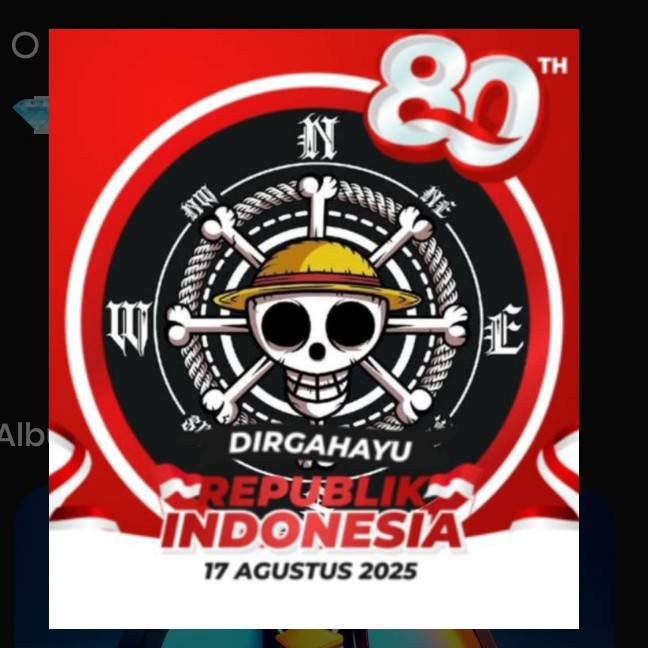 80TH
N
NW NE
W E
DIRGAHAYU
REPUBLIK
INDONESIA
17 AGUSTUS 2025